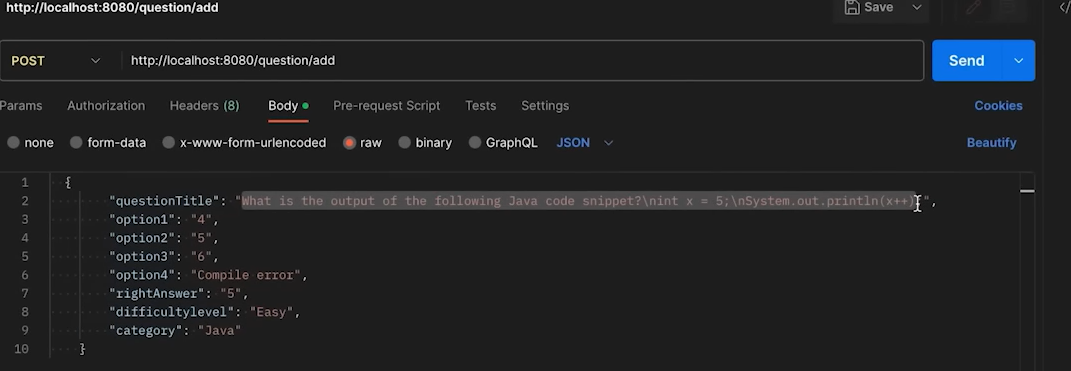 http://localhost:8080/question/add
Save
POST
http://localhost:8080/question/add
Send
Params Authorization Headers (8) Body Pre-request Script Tests Settings Cookies
none form-data x-www-form-urlencoded raw binary GraphQL JSON Beautify
1 {
2 "questionTitle": "What is the output of the following Java code snippet?\nint x = 5;\nSystem.out.println(x++)",
3 "option1": "4",
4 "option2": "5",
5 "option3": "6",
6 "option4": "Compile error",
7 "rightAnswer": "5",
8 "difficultylevel": "Easy",
9 "category": "Java"
10 }